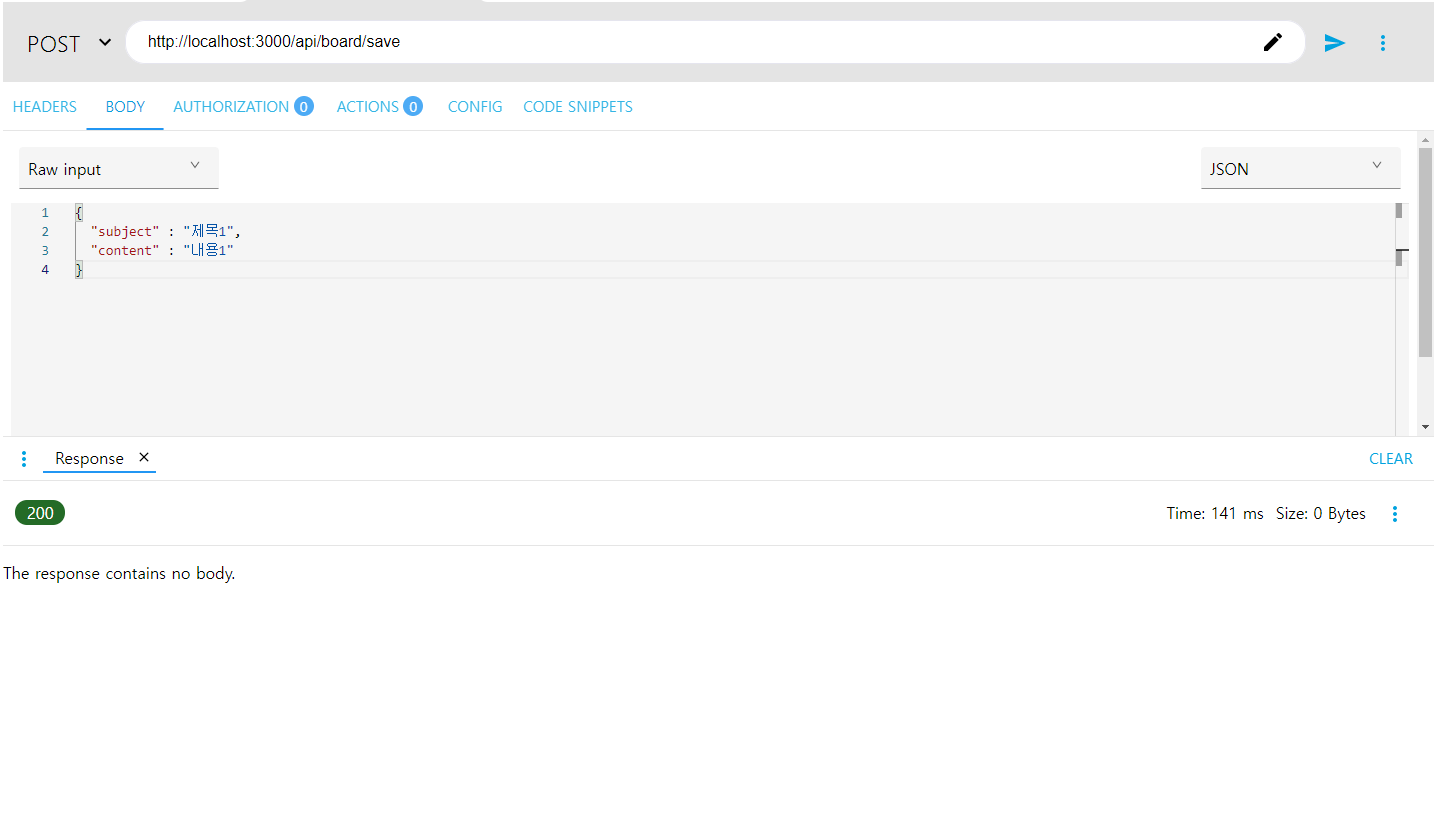 POST http://localhost:3000/api/board/save
HEADERS BODY AUTHORIZATION 0 ACTIONS 0 CONFIG CODE SNIPPETS
Raw input JSON
1 {
2 "subject" : "제목1",
3 "content" : "내용1"
4 }
Response × CLEAR
200 Time: 141 ms Size: 0 Bytes
The response contains no body.